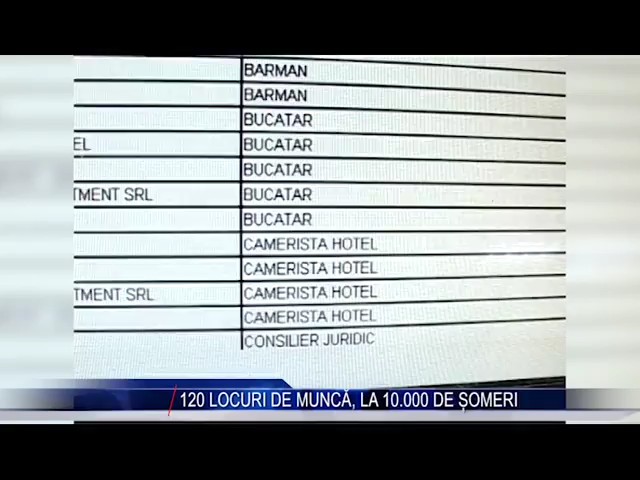 BARMAN
BARMAN
BUCATAR
EL BUCATAR
BUCATAR
TMENT SRL BUCATAR
BUCATAR
CAMERISTA HOTEL
CAMERISTA HOTEL
TMENT SRL CAMERISTA HOTEL
CAMERISTA HOTEL
CONSILIER JURIDIC
120 LOCURI DE MUNCĂ, LA 10.000 DE ȘOMERI